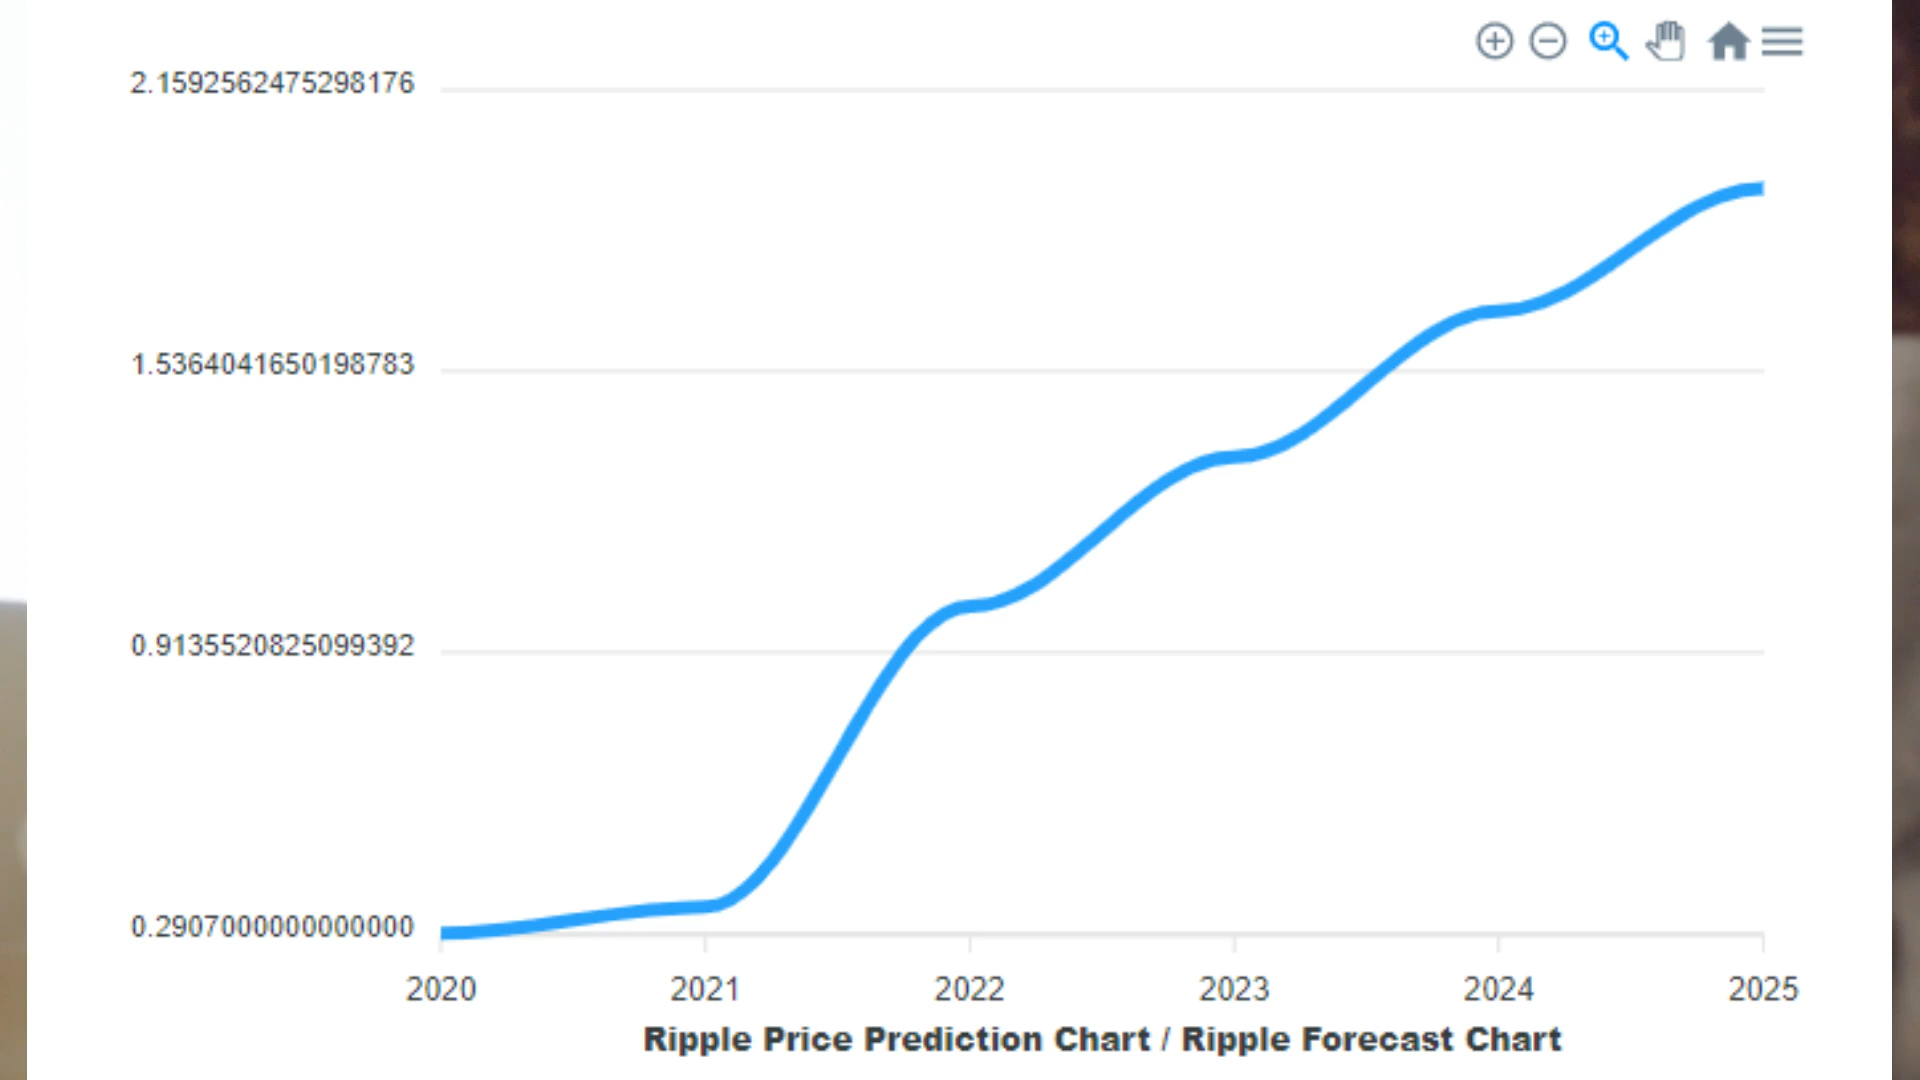 2.1592562475298176
1.5364041650198783
0.9135520825099392
0.2907000000000000
2020 2021 2022 2023 2024 2025
Ripple Price Prediction Chart / Ripple Forecast Chart